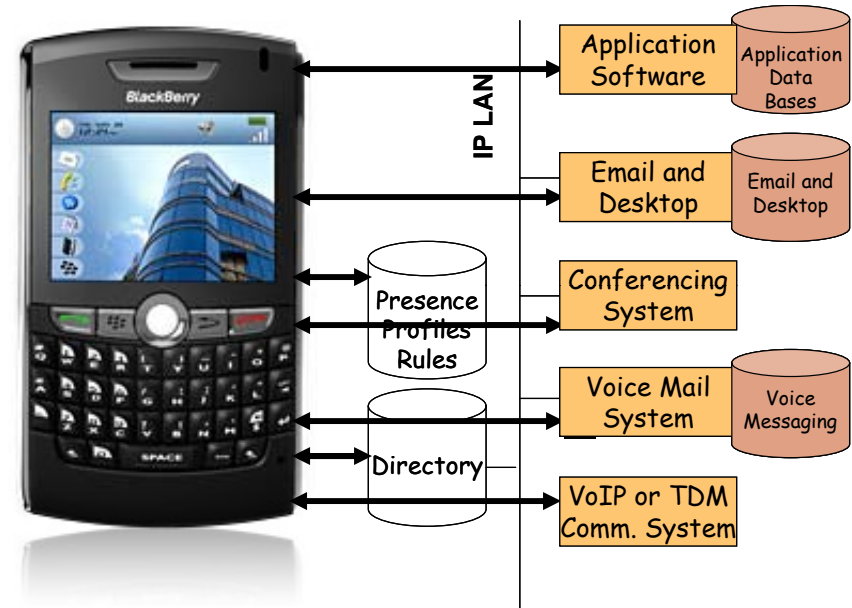 BlackBerry
SPACE
IP LAN
Application
Software
Application
Data
Bases
Email and
Desktop
Email and
Desktop
Presence
Profiles
Rules
Conferencing
System
Voice Mail
System
Voice
Messaging
Directory
VoIP or TDM
Comm. System